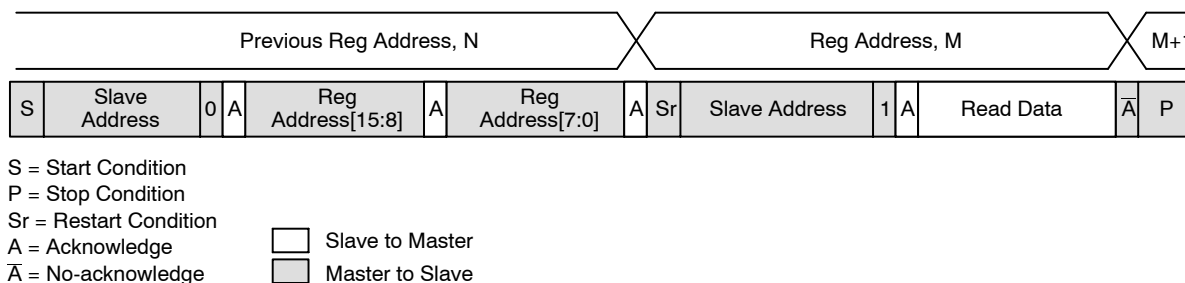 Previous Reg Address, N Reg Address, M M+1
S Slave Address 0 A Reg Address[15:8] A Reg Address[7:0] A Sr Slave Address 1 A Read Data A̅ P
S = Start Condition
P = Stop Condition
Sr = Restart Condition
A = Acknowledge
A̅ = No-acknowledge
Slave to Master
Master to Slave